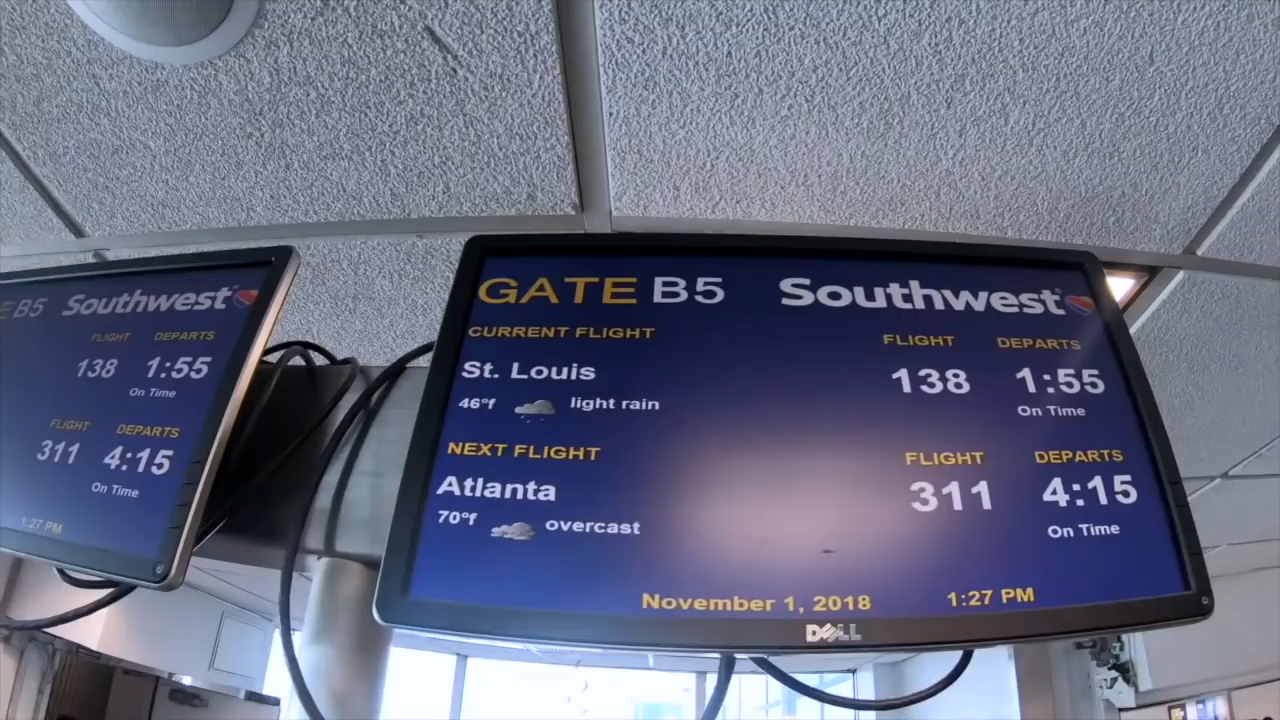 E B5 Southwest
FLIGHT DEPARTS
138 1:55
On Time
FLIGHT DEPARTS
311 4:15
On Time
1:27 PM
GATE B5 Southwest
CURRENT FLIGHT FLIGHT DEPARTS
St. Louis 138 1:55
46°f light rain On Time
NEXT FLIGHT FLIGHT DEPARTS
Atlanta 311 4:15
70°f overcast On Time
November 1, 2018 1:27 PM
DELL